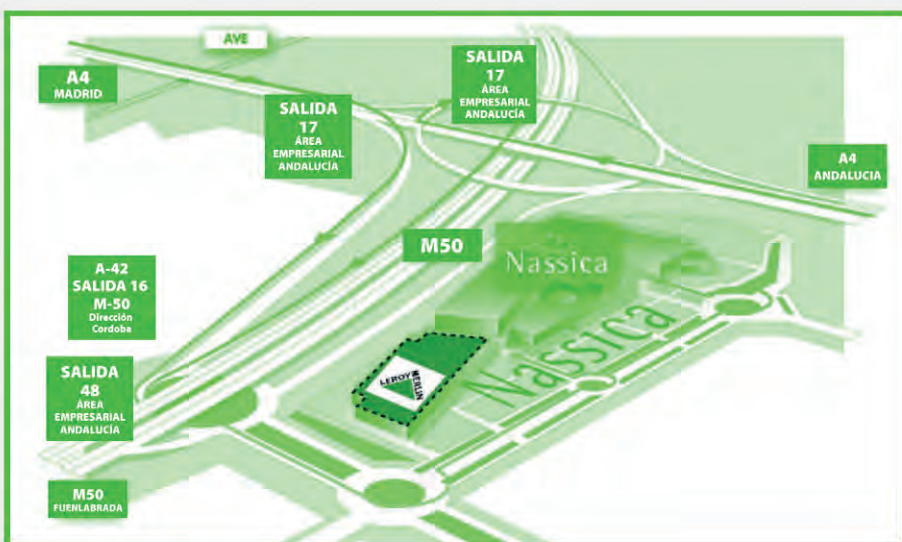 AVE
A4
MADRID
SALIDA
17
ÁREA
EMPRESARIAL
ANDALUCÍA
SALIDA
17
ÁREA
EMPRESARIAL
ANDALUCÍA
A4
ANDALUCIA
M50
Nassica
A-42
SALIDA 16
M-50
Dirección
Cordoba
Nassica
LEROY MERLIN
SALIDA
48
ÁREA
EMPRESARIAL
ANDALUCÍA
M50
FUENLABRADA